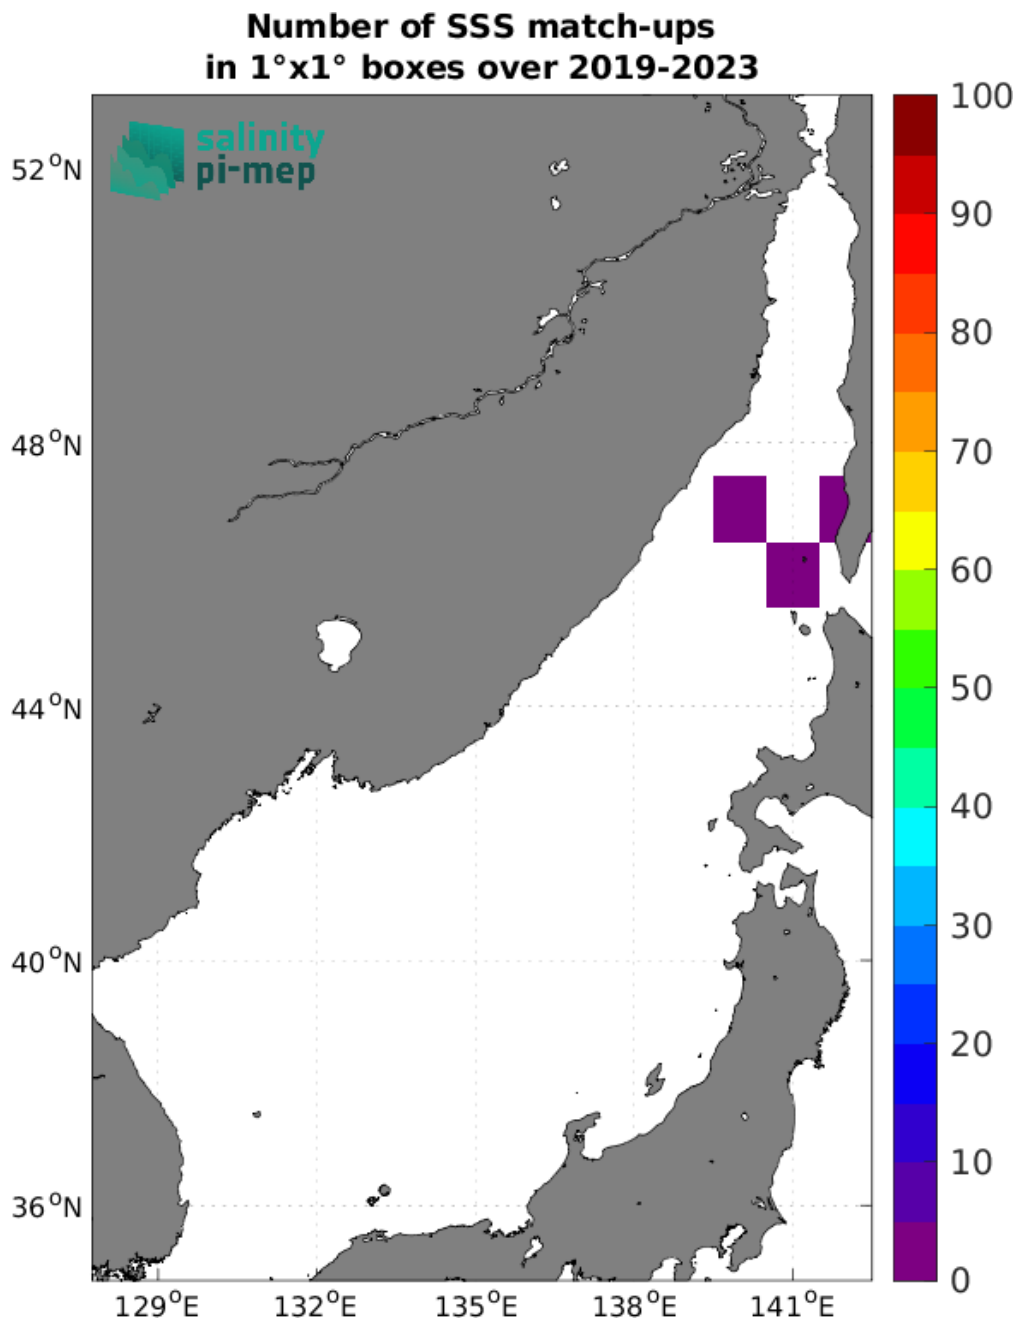 Number of SSS match-ups
in 1°x1° boxes over 2019-2023
salinity
pi-mep
52°N
48°N
44°N
40°N
36°N
129°E
132°E
135°E
138°E
141°E
100
90
80
70
60
50
40
30
20
10
0